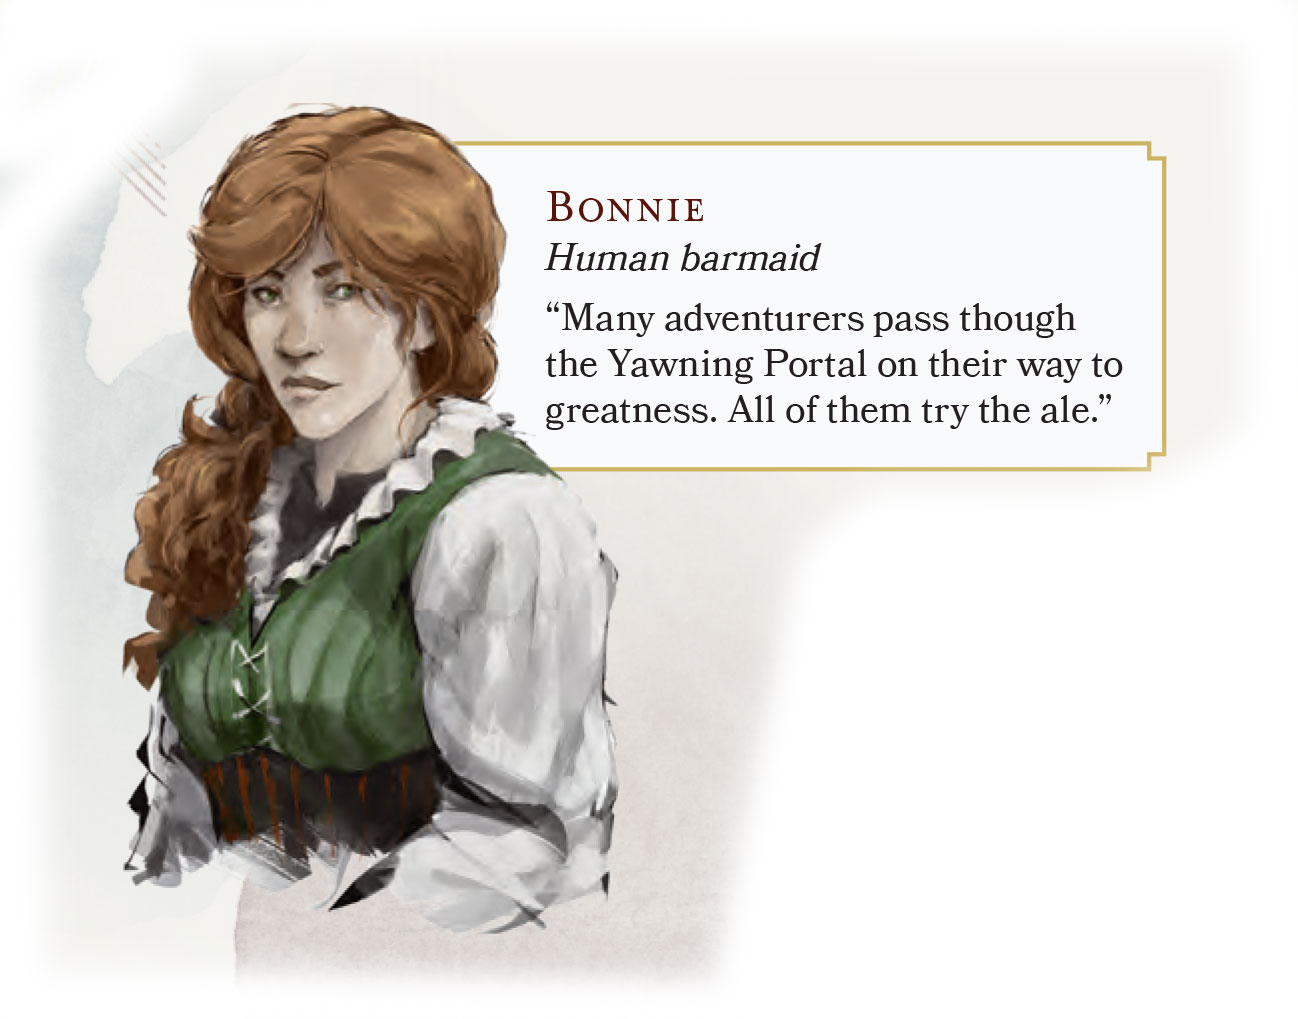 Bonnie
Human barmaid
“Many adventurers pass though
the Yawning Portal on their way to
greatness. All of them try the ale.”